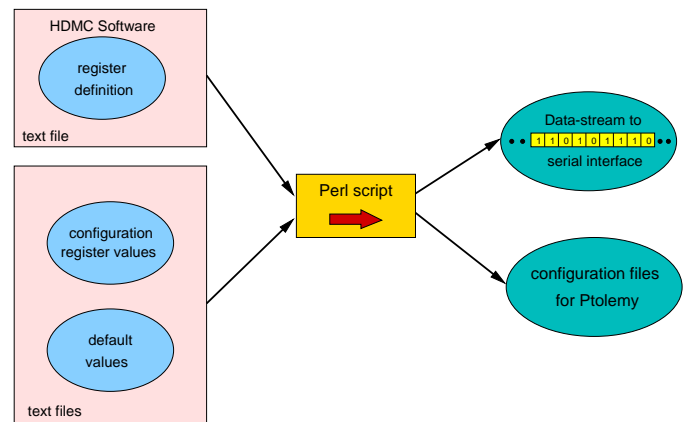 HDMC Software
register
definition
text file
configuration
register values
default
values
text files
Perl script
Data-stream to
1 1 0 1 0 1 1 1 0
serial interface
configuration files
for Ptolemy